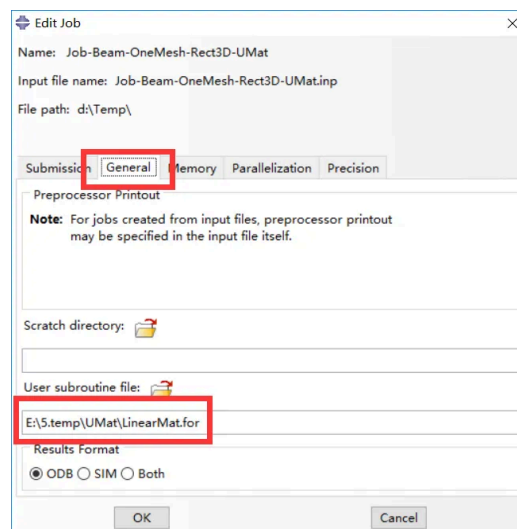 Edit Job
Name: Job-Beam-OneMesh-Rect3D-UMat
Input file name: Job-Beam-OneMesh-Rect3D-UMat.inp
File path: d:\Temp\
Submission General Memory Parallelization Precision
Preprocessor Printout
Note: For jobs created from input files, preprocessor printout
may be specified in the input file itself.
Scratch directory:
User subroutine file:
E:\5.temp\UMat\LinearMat.for
Results Format
ODB SIM Both
OK Cancel